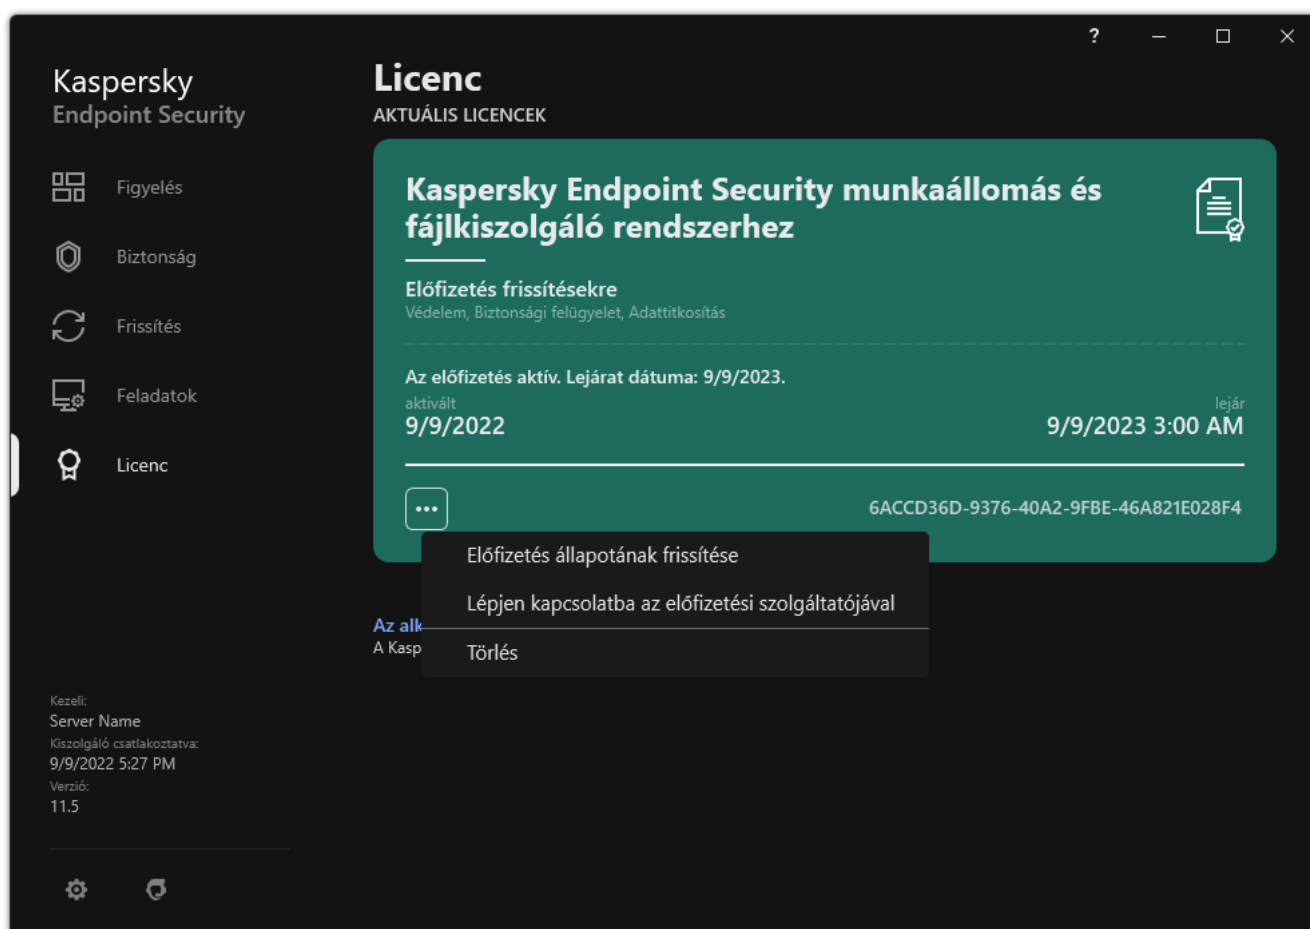 ?
Kaspersky
Endpoint Security
Figyelés
Biztonság
Frissítés
Feladatok
Licenc
Kezeli:
Server Name
Kiszolgáló csatlakoztatva:
9/9/2022 5:27 PM
Verzió:
11.5
Licenc
AKTUÁLIS LICENCEK
Kaspersky Endpoint Security munkaállomás és
fájlkiszolgáló rendszerhez
Előfizetés frissítésekre
Védelem, Biztonsági felügyelet, Adattitkosítás
Az előfizetés aktív. Lejárat dátuma: 9/9/2023.
aktivált lejár
9/9/2022 9/9/2023 3:00 AM
6ACCD36D-9376-40A2-9FBE-46A821E028F4
Előfizetés állapotának frissítése
Lépjen kapcsolatba az előfizetési szolgáltatójával
Törlés
Az alk
A Kasp